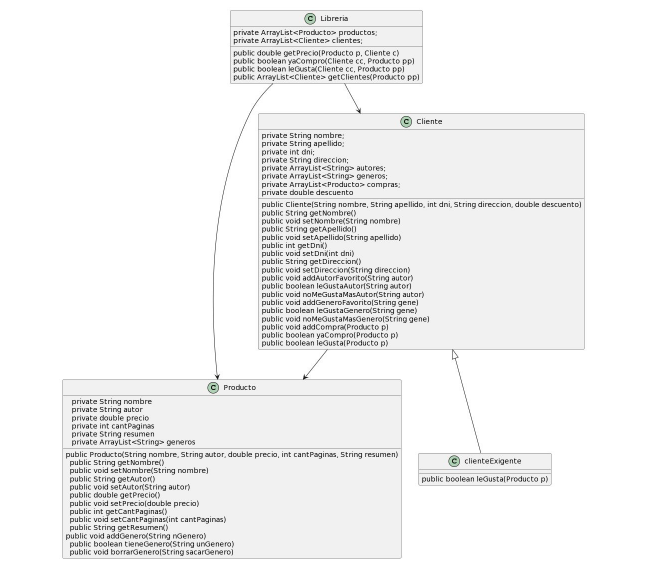 C Libreria
private ArrayList<Producto> productos;
private ArrayList<Cliente> clientes;
public double getPrecio(Producto p, Cliente c)
public boolean yaCompro(Cliente cc, Producto pp)
public boolean leGusta(Cliente cc, Producto pp)
public ArrayList<Cliente> getClientes(Producto pp)
C Cliente
private String nombre;
private String apellido;
private int dni;
private String direccion;
private ArrayList<String> autores;
private ArrayList<String> generos;
private ArrayList<Producto> compras;
private double descuento
public Cliente(String nombre, String apellido, int dni, String direccion, double descuento)
public String getNombre()
public void setNombre(String nombre)
public String getApellido()
public void setApellido(String apellido)
public int getDni()
public void setDni(int dni)
public String getDireccion()
public void setDireccion(String direccion)
public void addAutorFavorito(String autor)
public boolean leGustaAutor(String autor)
public void noMeGustaMasAutor(String autor)
public void addGeneroFavorito(String gene)
public boolean leGustaGenero(String gene)
public void noMeGustaMasGenero(String gene)
public void addCompra(Producto p)
public boolean yaCompro(Producto p)
public boolean leGusta(Producto p)
C Producto
private String nombre
private String autor
private double precio
private int cantPaginas
private String resumen
private ArrayList<String> generos
public Producto(String nombre, String autor, double precio, int cantPaginas, String resumen)
public String getNombre()
public void setNombre(String nombre)
public String getAutor()
public void setAutor(String autor)
public double getPrecio()
public void setPrecio(double precio)
public int getCantPaginas()
public void setCantPaginas(int cantPaginas)
public String getResumen()
public void addGenero(String nGenero)
public boolean tieneGenero(String unGenero)
public void borrarGenero(String sacarGenero)
C clienteExigente
public boolean leGusta(Producto p)